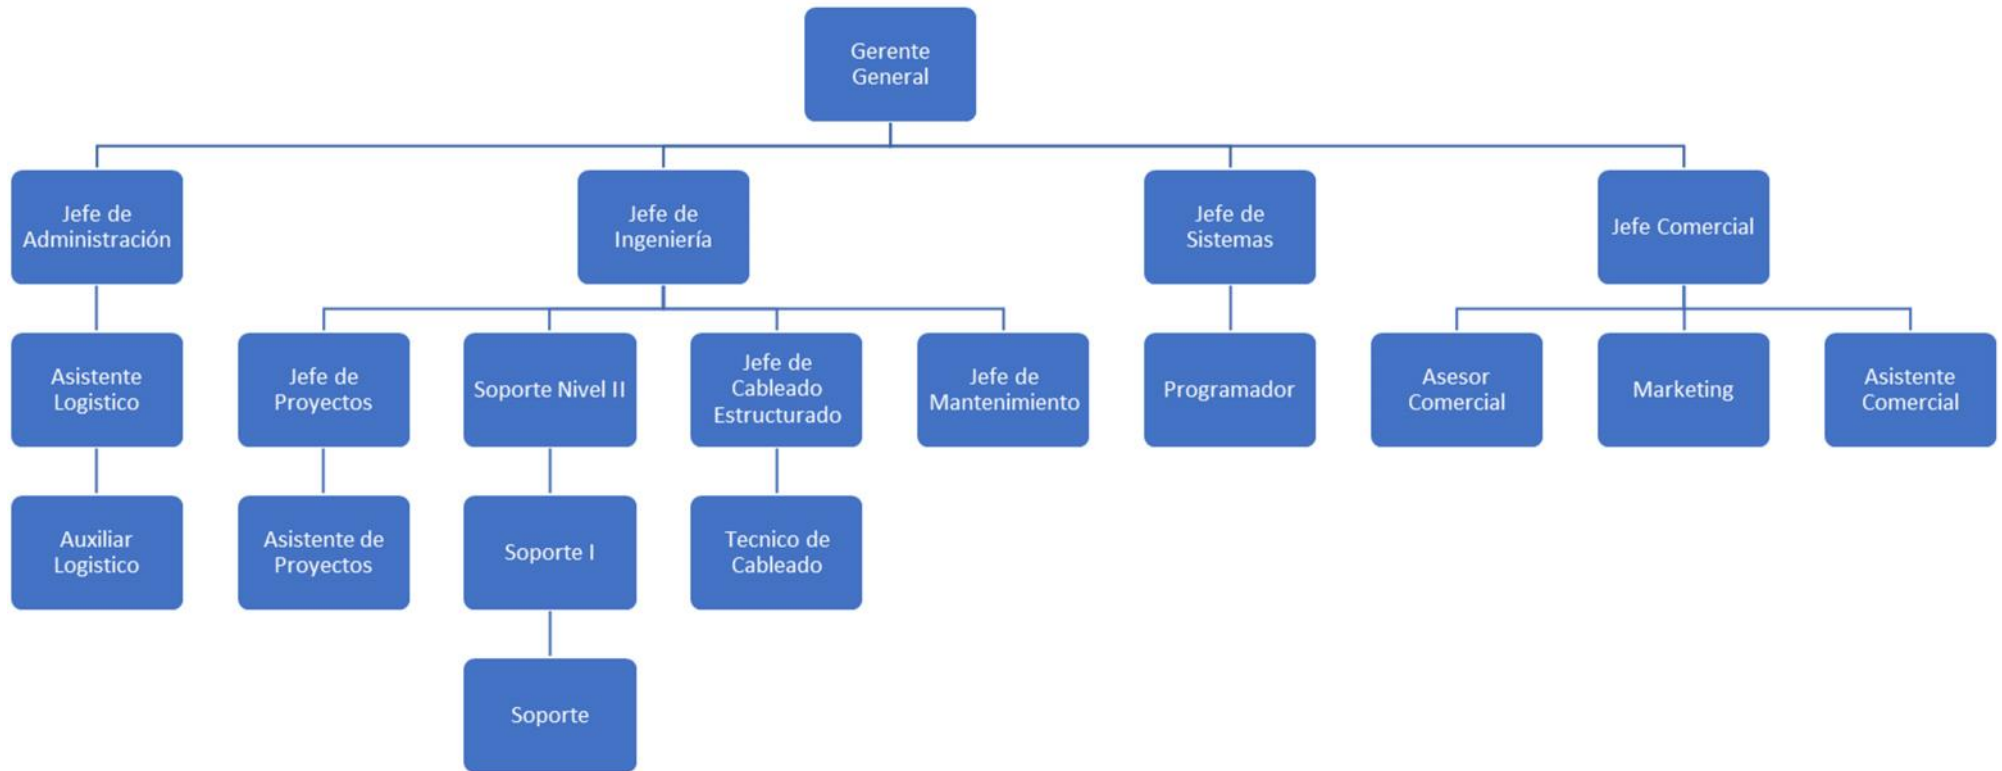 Gerente
General
Jefe de
Administración
Jefe de
Ingeniería
Jefe de
Sistemas
Jefe Comercial
Asistente
Logistico
Jefe de
Proyectos
Soporte Nivel II
Jefe de
Cableado
Estructurado
Jefe de
Mantenimiento
Programador
Asesor
Comercial
Marketing
Asistente
Comercial
Auxiliar
Logistico
Asistente de
Proyectos
Soporte I
Tecnico de
Cableado
Soporte